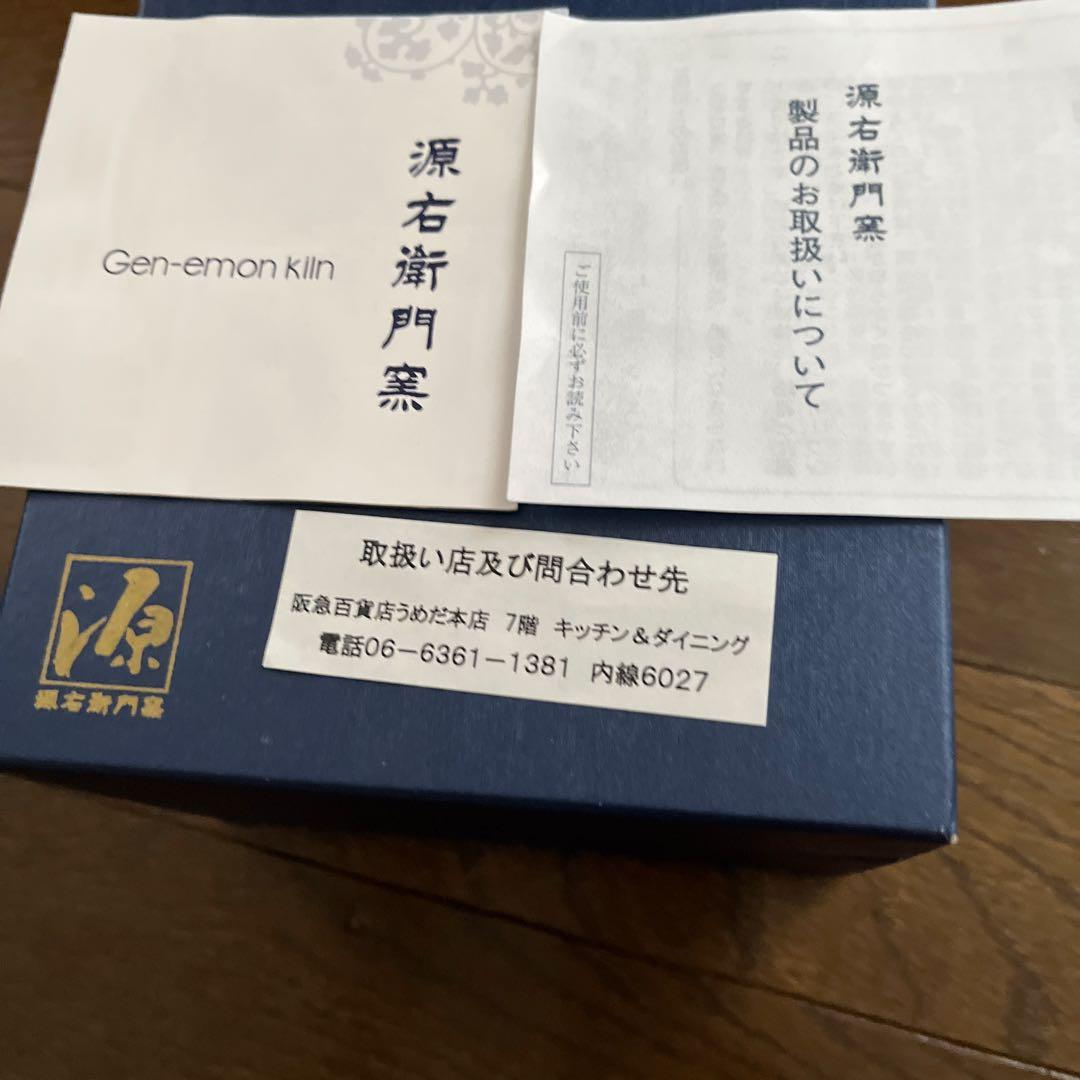 源右衛門窯
Gen-emon kiln
源右衛門窯
製品のお取扱いについて
ご使用前に必ずお読み下さい
取扱い店及び問合わせ先
阪急百貨店うめだ本店 7階 キッチン&ダイニング
電話06-6361-1381 内線6027
源
源右衛門窯